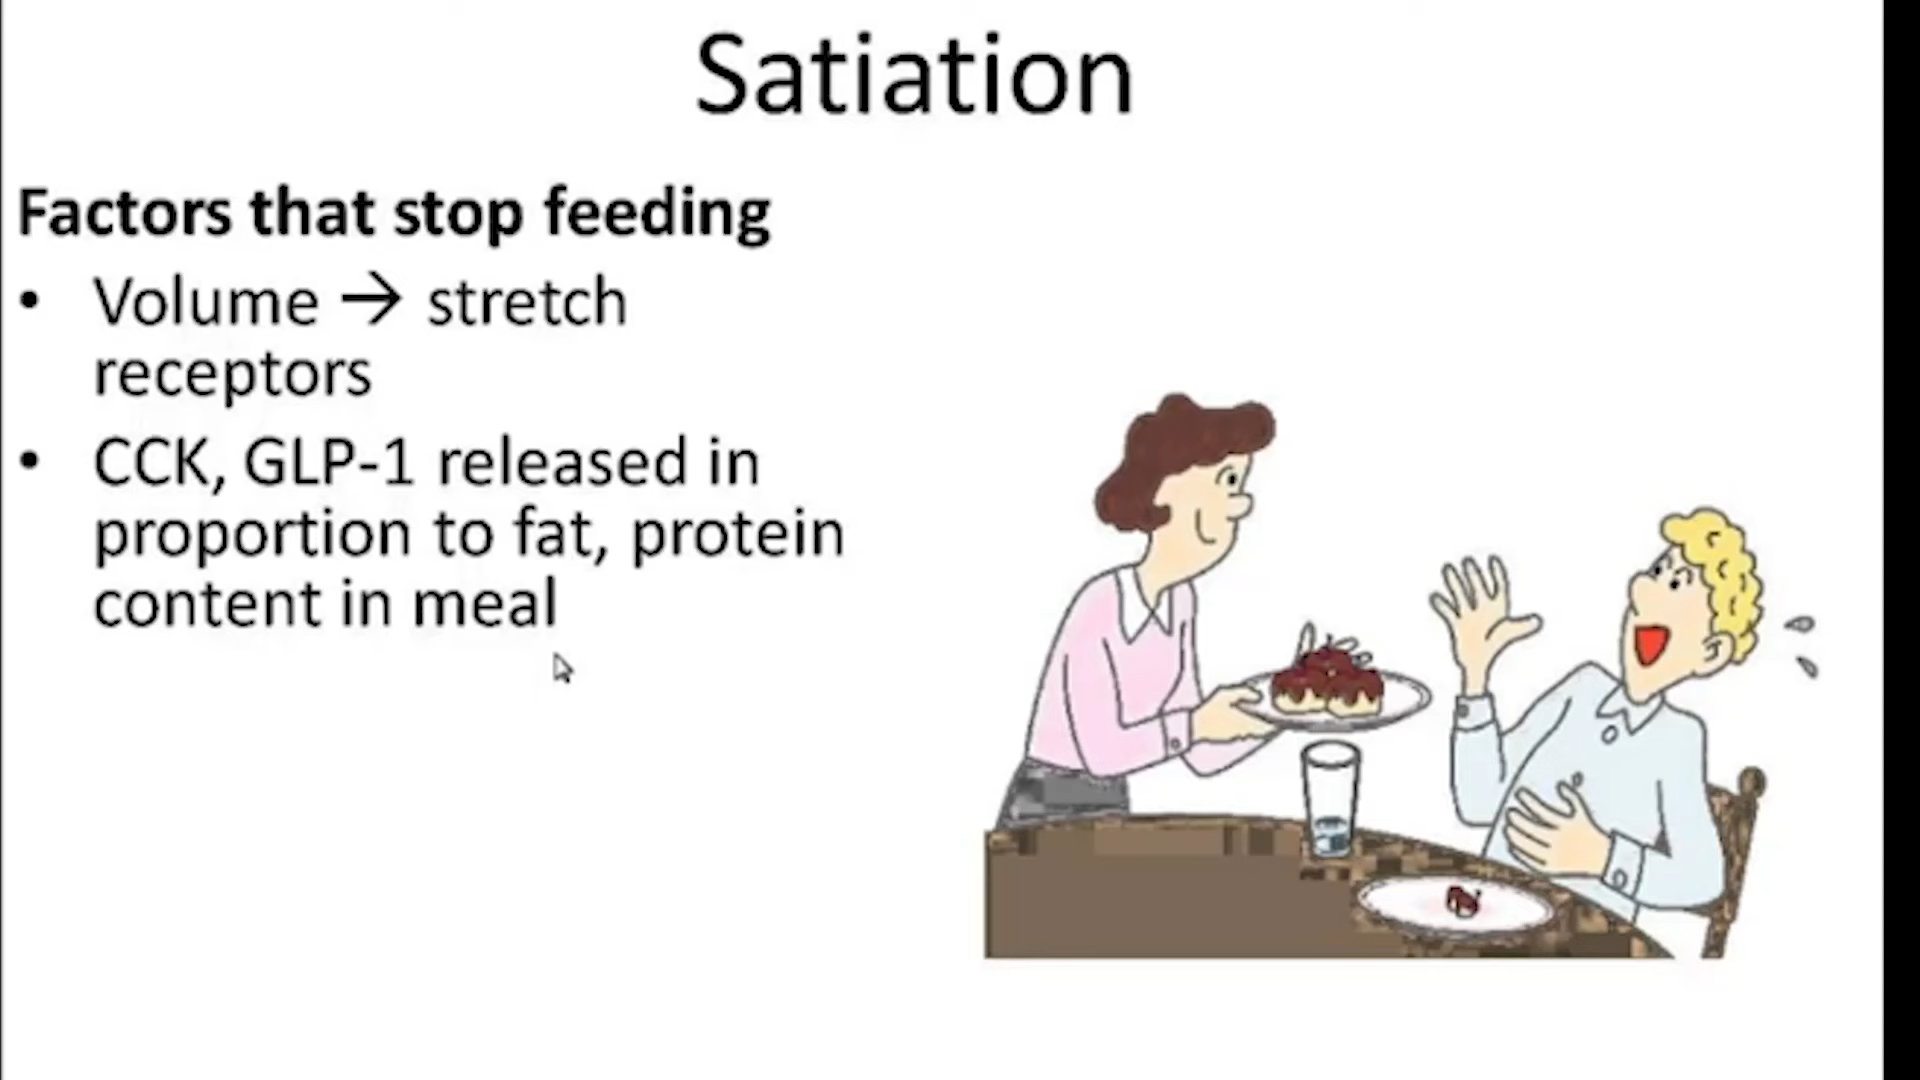 Satiation
Factors that stop feeding
• Volume → stretch
receptors
• CCK, GLP-1 released in
proportion to fat, protein
content in meal